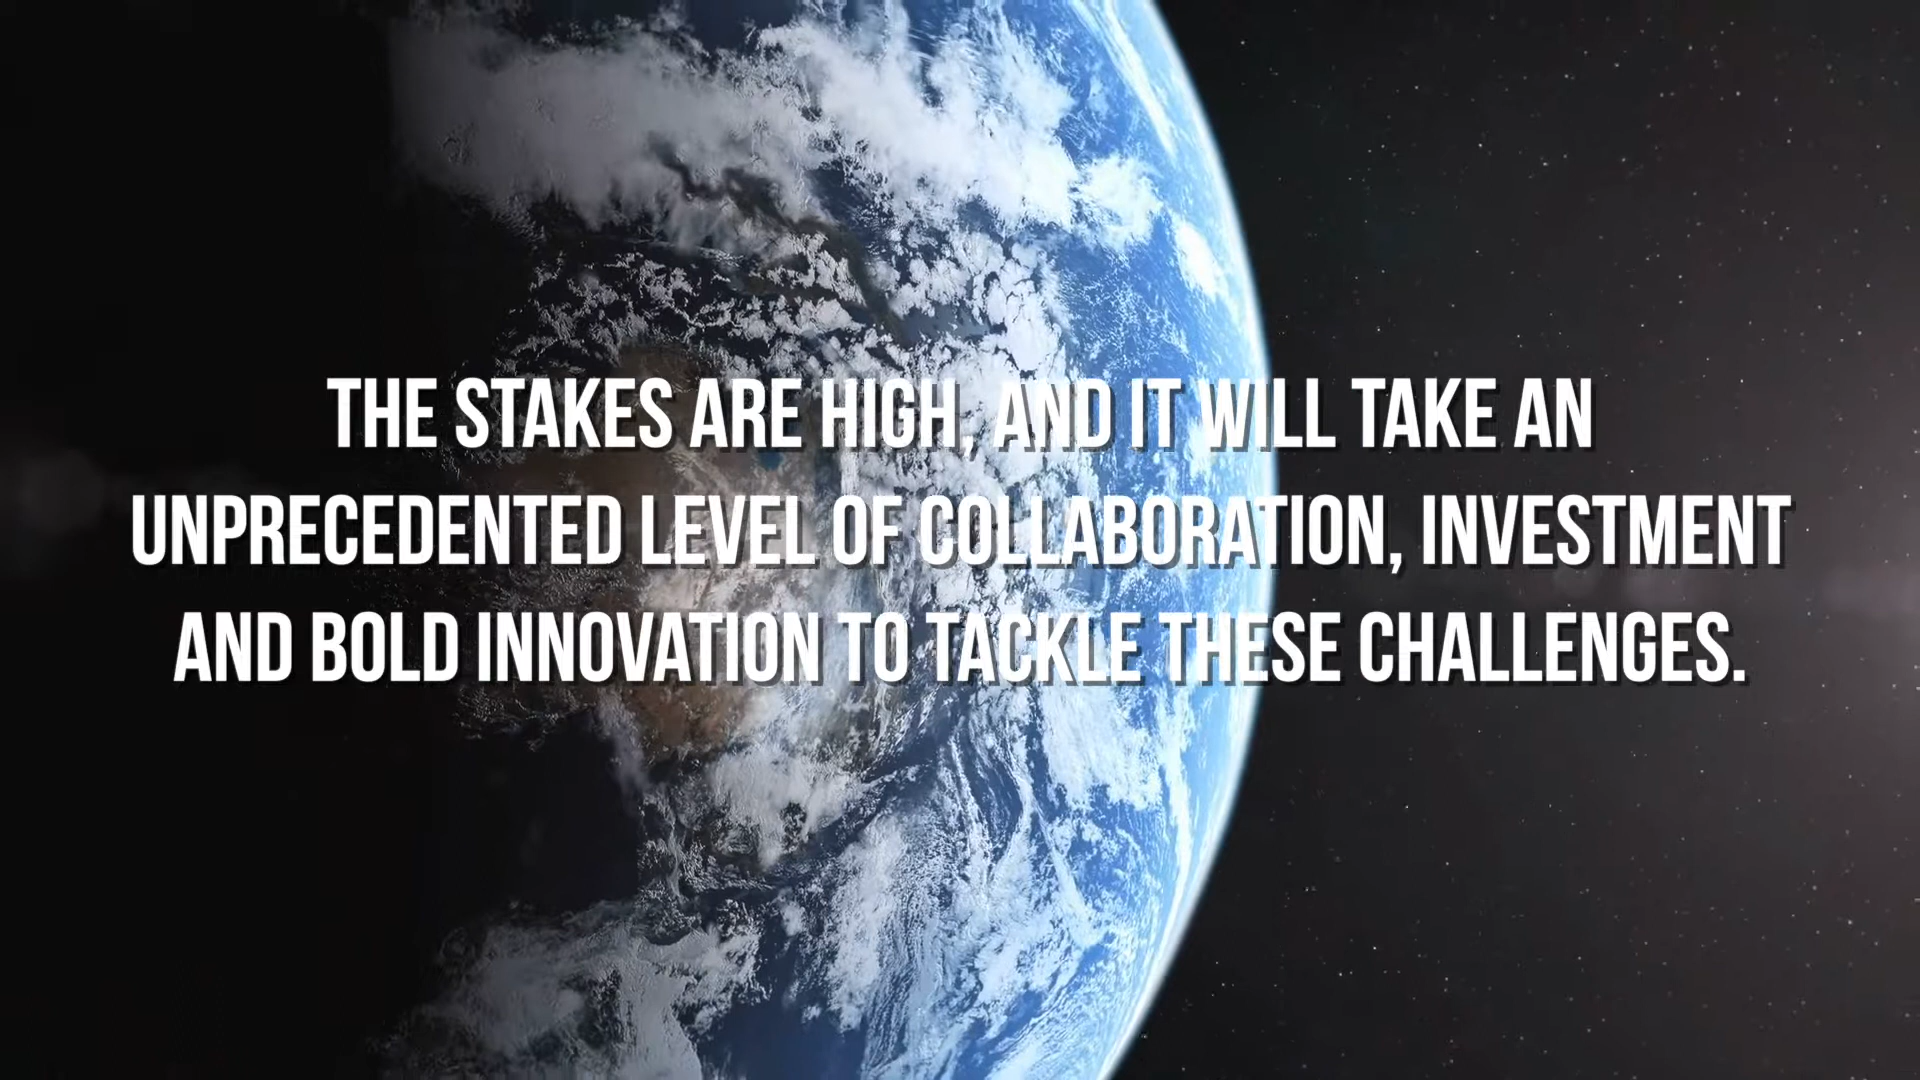 THE STAKES ARE HIGH, AND IT WILL TAKE AN
UNPRECEDENTED LEVEL OF COLLABORATION, INVESTMENT
AND BOLD INNOVATION TO TACKLE THESE CHALLENGES.